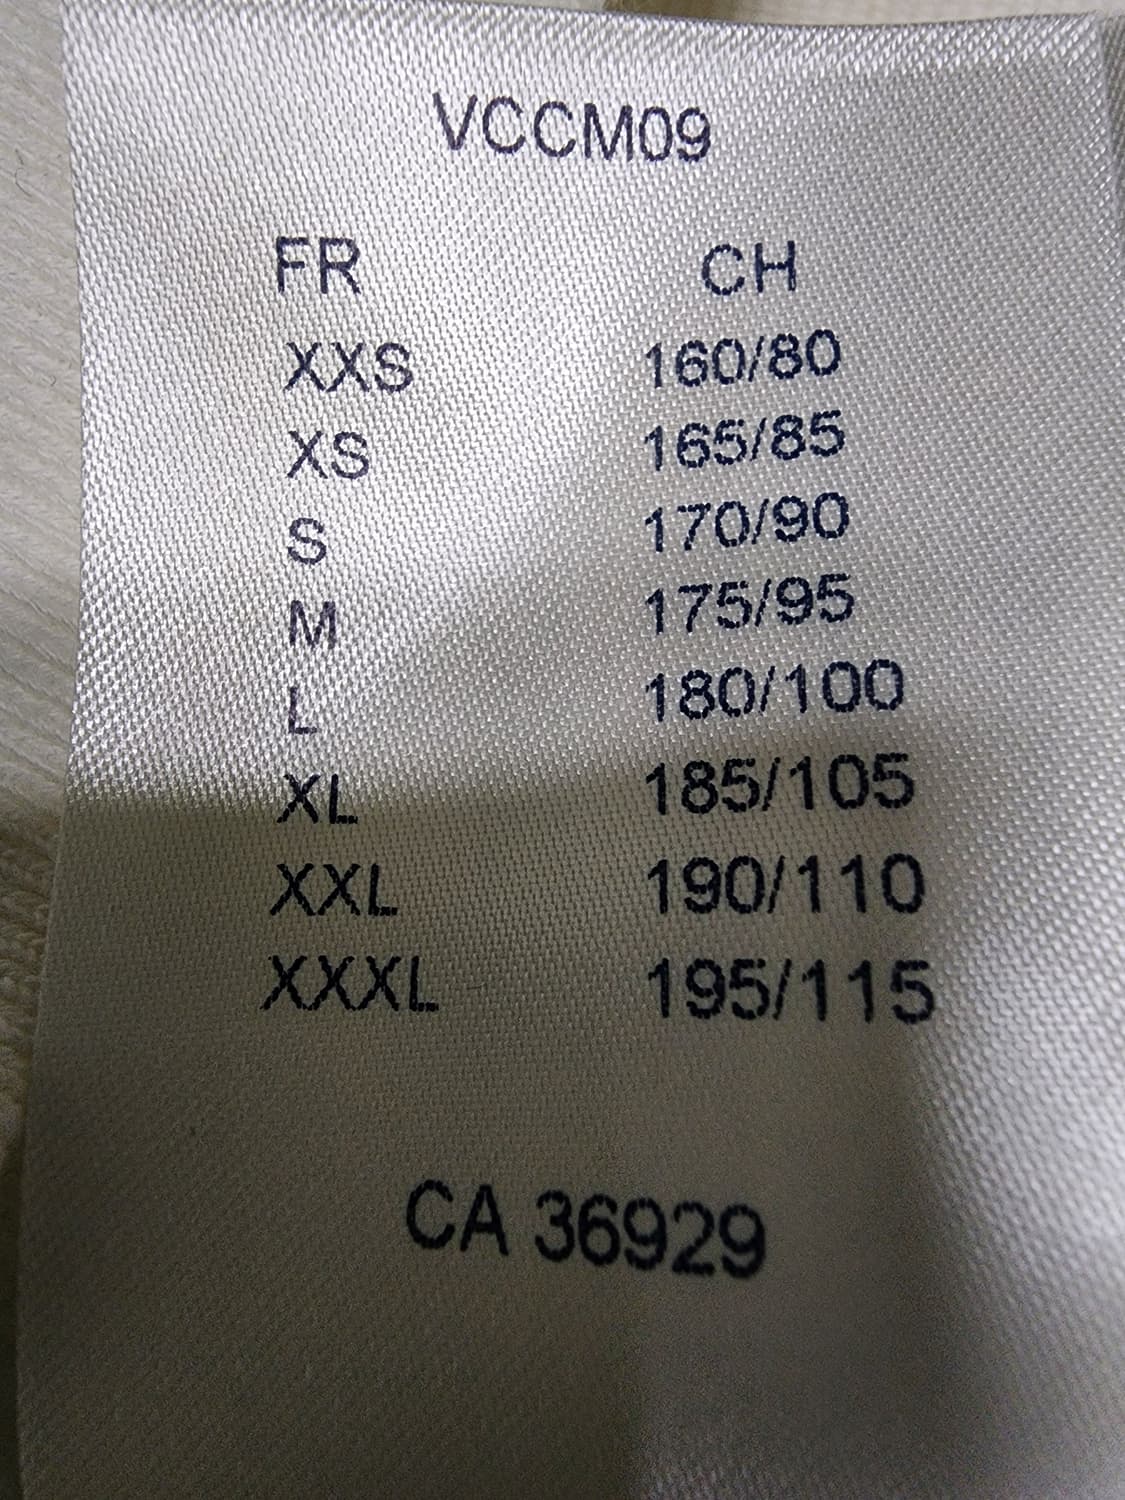 VCCM09
FR CH
XXS 160/80
XS 165/85
S 170/90
M 175/95
L 180/100
XL 185/105
XXL 190/110
XXXL 195/115
CA 36929